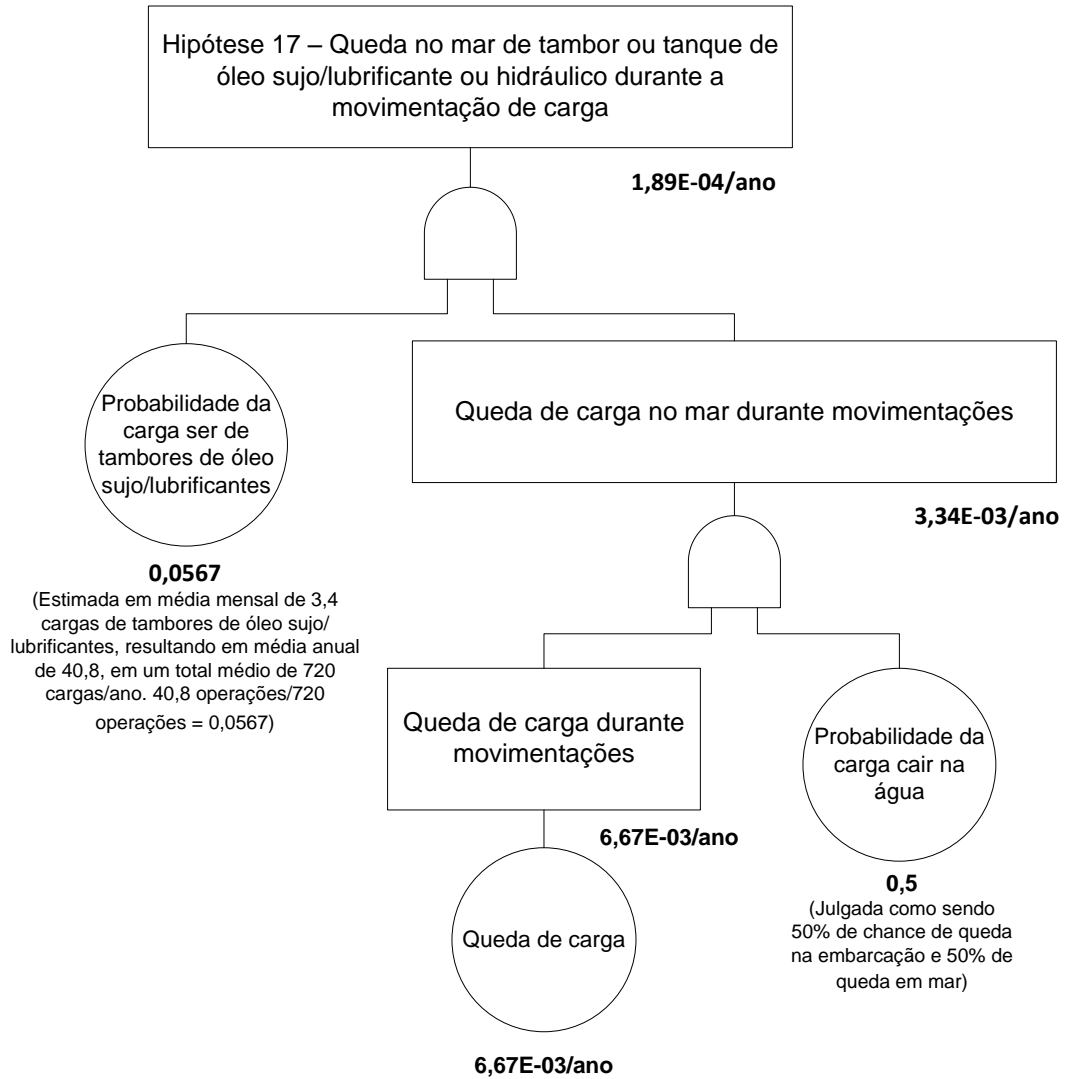 Hipótese 17 – Queda no mar de tambor ou tanque de
óleo sujo/lubrificante ou hidráulico durante a
movimentação de carga
1,89E-04/ano
Probabilidade da
carga ser de
tambores de óleo
sujo/lubrificantes
0,0567
(Estimada em média mensal de 3,4
cargas de tambores de óleo sujo/
lubrificantes, resultando em média anual
de 40,8, em um total médio de 720
cargas/ano. 40,8 operações/720
operações = 0,0567)
Queda de carga no mar durante movimentações
3,34E-03/ano
Queda de carga durante
movimentações
6,67E-03/ano
Probabilidade da
carga cair na
água
0,5
(Julgada como sendo
50% de chance de queda
na embarcação e 50% de
queda em mar)
Queda de carga
6,67E-03/ano